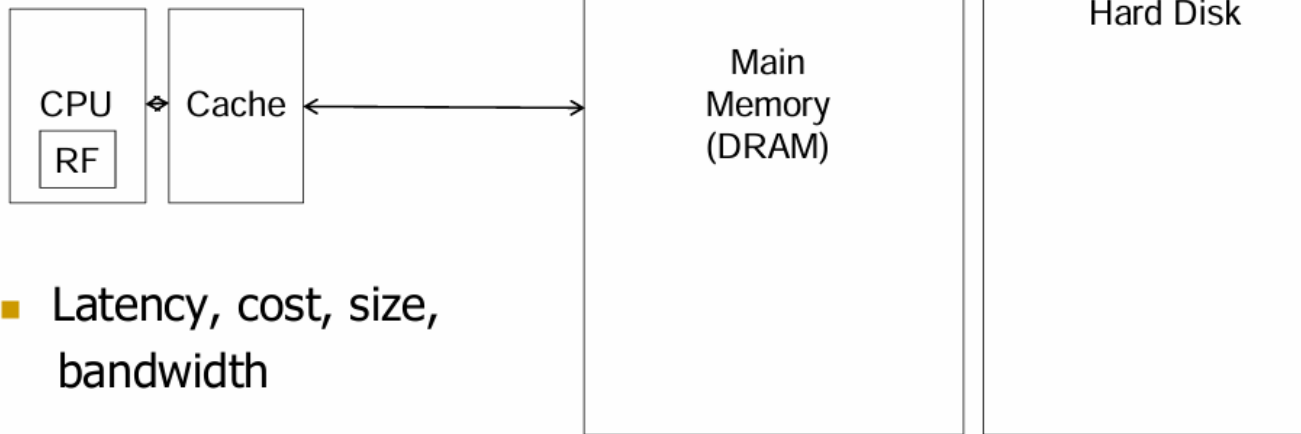 CPU
RF
Cache
Main
Memory
(DRAM)
Hard Disk
Latency, cost, size,
bandwidth